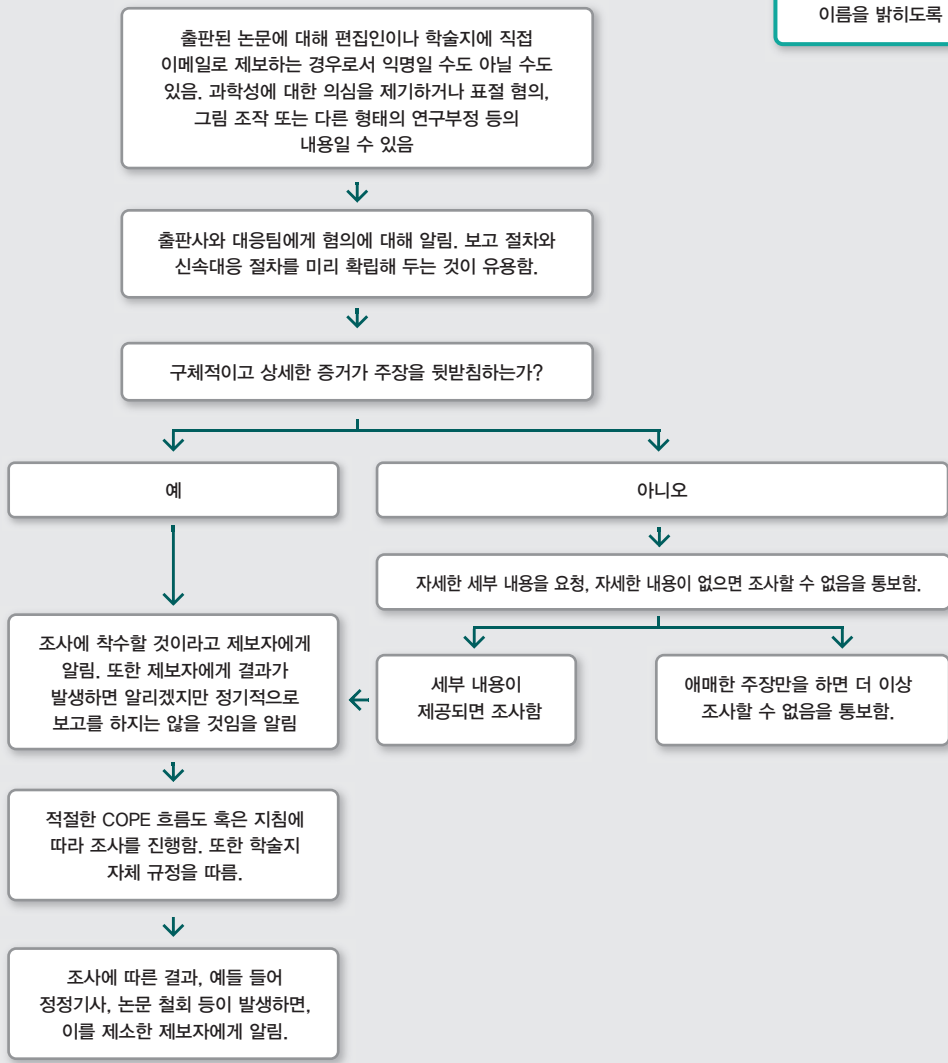 이름을 밝히도록
출판된 논문에 대해 편집인이나 학술지에 직접
이메일로 제보하는 경우로서 익명일 수도 아닐 수도
있음. 과학성에 대한 의심을 제기하거나 표절 혐의,
그림 조작 또는 다른 형태의 연구부정 등의
내용일 수 있음
출판사와 대응팀에게 혐의에 대해 알림. 보고 절차와
신속대응 절차를 미리 확립해 두는 것이 유용함.
구체적이고 상세한 증거가 주장을 뒷받침하는가?
예
아니오
자세한 세부 내용을 요청, 자세한 내용이 없으면 조사할 수 없음을 통보함.
조사에 착수할 것이라고 제보자에게
알림. 또한 제보자에게 결과가
발생하면 알리겠지만 정기적으로
보고를 하지는 않을 것임을 알림
세부 내용이
제공되면 조사함
애매한 주장만을 하면 더 이상
조사할 수 없음을 통보함.
적절한 COPE 흐름도 혹은 지침에
따라 조사를 진행함. 또한 학술지
자체 규정을 따름.
조사에 따른 결과, 예들 들어
정정기사, 논문 철회 등이 발생하면,
이를 제소한 제보자에게 알림.